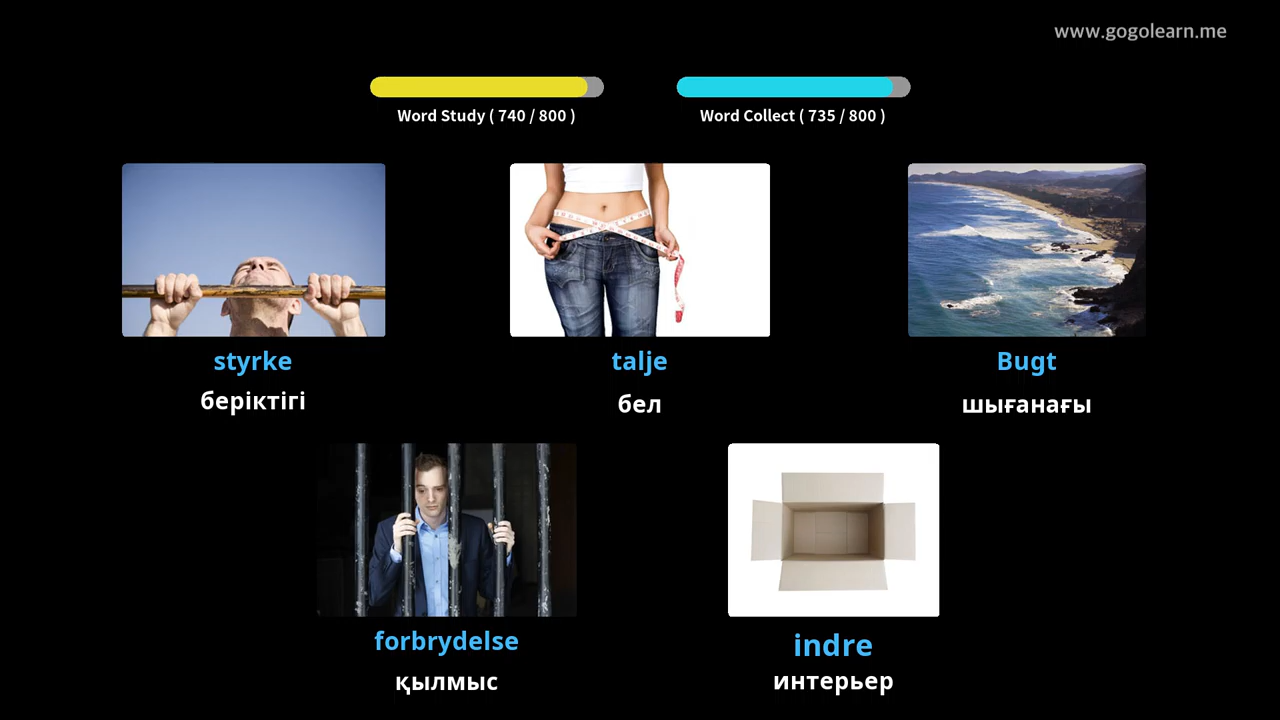 www.gogolearn.me
Word Study ( 740 / 800 )
Word Collect ( 735 / 800 )
styrke
talje
Bugt
беріктігі
бел
шығанағы
forbrydelse
indre
қылмыс
интерьер